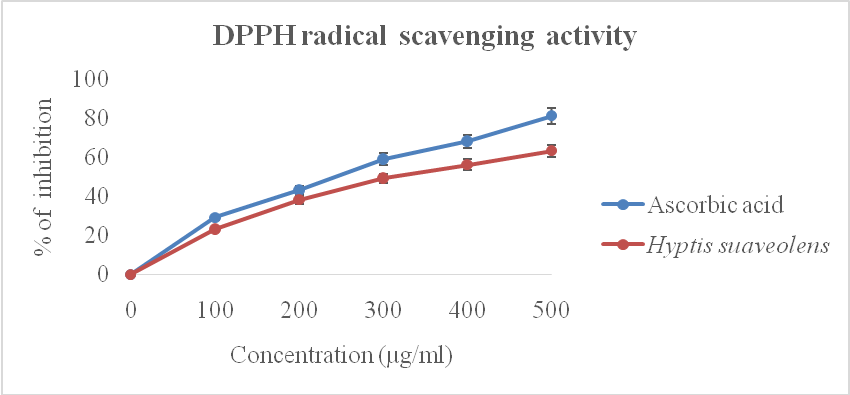 DPPH radical scavenging activity
% of inhibition
100
80
60
40
20
0
0 100 200 300 400 500
Concentration (µg/ml)
Ascorbic acid
Hyptis suaveolens